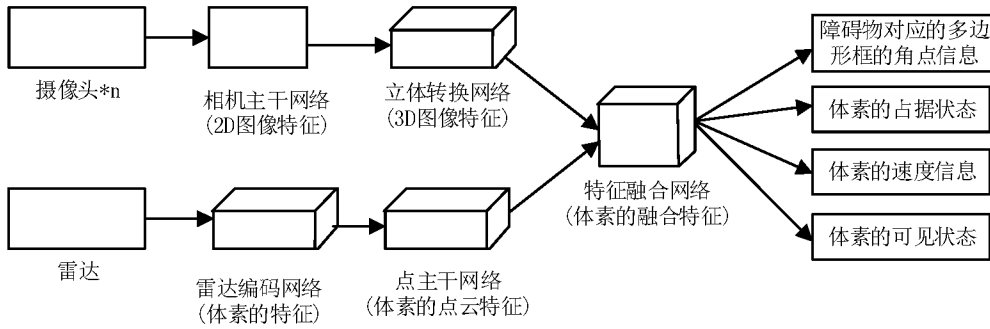 摄像头*n
相机主干网络
(2D图像特征)
立体转换网络
(3D图像特征)
雷达
雷达编码网络
(体素的特征)
点主干网络
(体素的点云特征)
特征融合网络
(体素的融合特征)
障碍物对应的多边
形框的角点信息
体素的占据状态
体素的速度信息
体素的可见状态